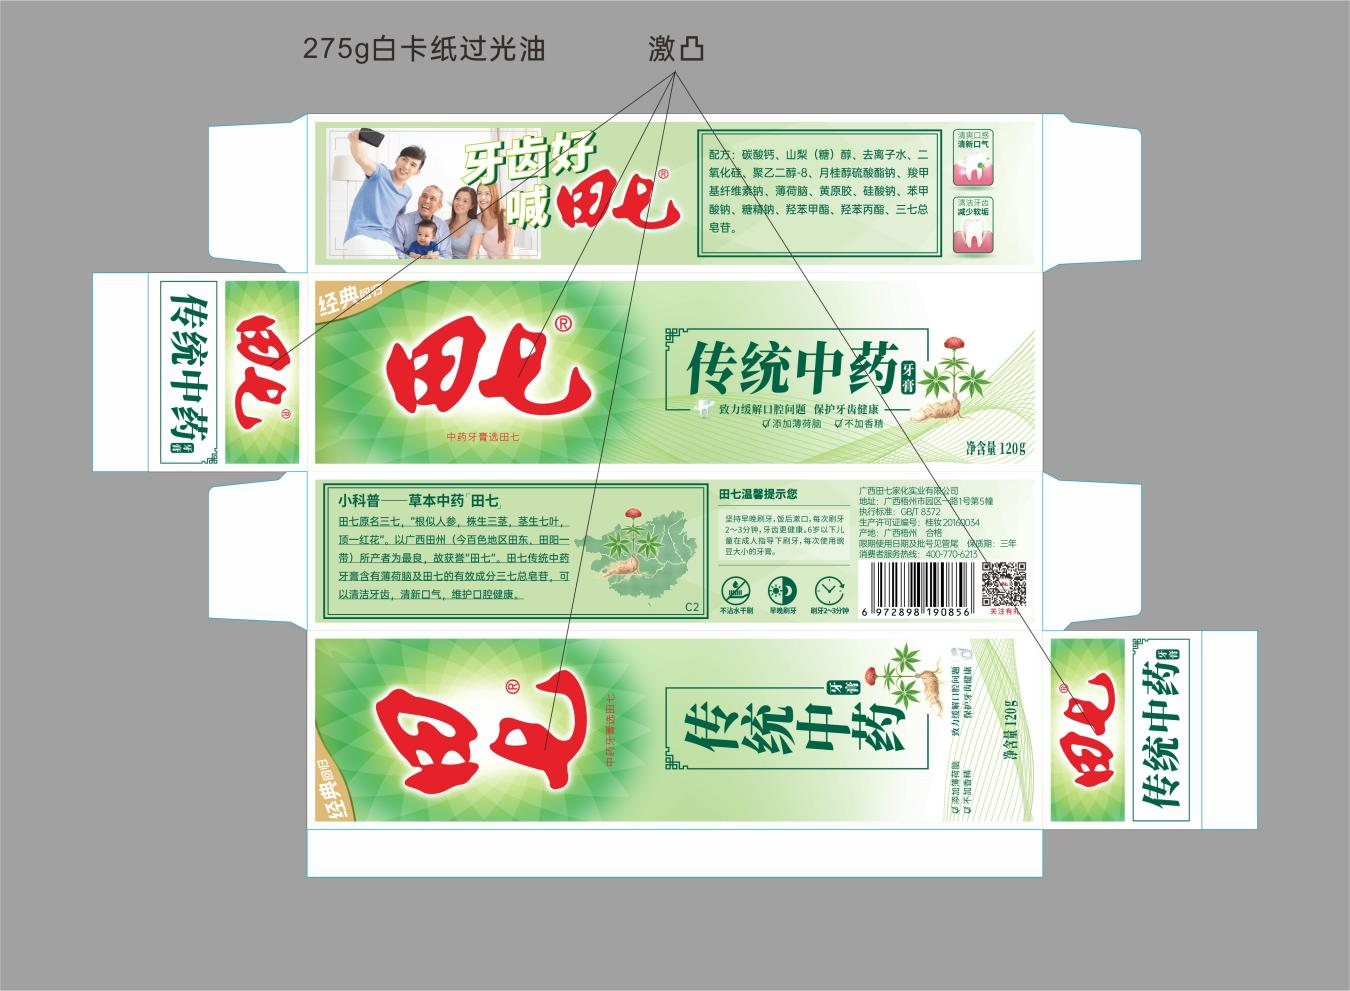 275g白卡纸过光油
激凸
牙齿好
喊田七®
配方：碳酸钙、山梨（糖）醇、去离子水、二
氧化硅、聚乙二醇-8、月桂醇硫酸酯钠、羧甲
基纤维素钠、薄荷脑、黄原胶、硅酸钠、苯甲
酸钠、糖精钠、羟苯甲酯、羟苯丙酯、三七总
皂苷。
清爽口感
清新口气
清洁牙齿
减少软垢
传统中药
牙膏
田七®
经典回归
田七®
中药牙膏选田七
传统中药
牙膏
致力缓解口腔问题 保护牙齿健康
添加薄荷脑 不加香精
净含量 120g
小科普——草本中药「田七」
田七原名三七，“根似人参，株生三茎，茎生七叶，
顶一红花”。以广西田州（今百色地区田东、田阳一
带）所产者为最良，故获誉“田七”。田七传统中药
牙膏含有薄荷脑及田七的有效成分三七总皂苷，可
以清洁牙齿，清新口气，维护口腔健康。
C2
田七温馨提示您
坚持早晚刷牙，饭后漱口，每次刷牙
2～3分钟，牙齿更健康。6岁以下儿
童在成人指导下刷牙，每次使用豌
豆大小的牙膏。
不沾水干刷
早晚刷牙
刷牙2~3分钟
广西田七家化实业有限公司
地址：广西梧州市园区一路1号第5幢
执行标准：GB/T 8372
生产许可证编号：桂妆20160034
产地：广西梧州 合格
限期使用日期及批号见管尾 保质期：三年
消费者服务热线：400-770-6213
6 972898 190856
关注有礼
经典回归
田七®
中药牙膏选田七
传统中药
牙膏
致力缓解口腔问题
保护牙齿健康
添加薄荷脑
不加香精
净含量 120g
田七®
传统中药
牙膏